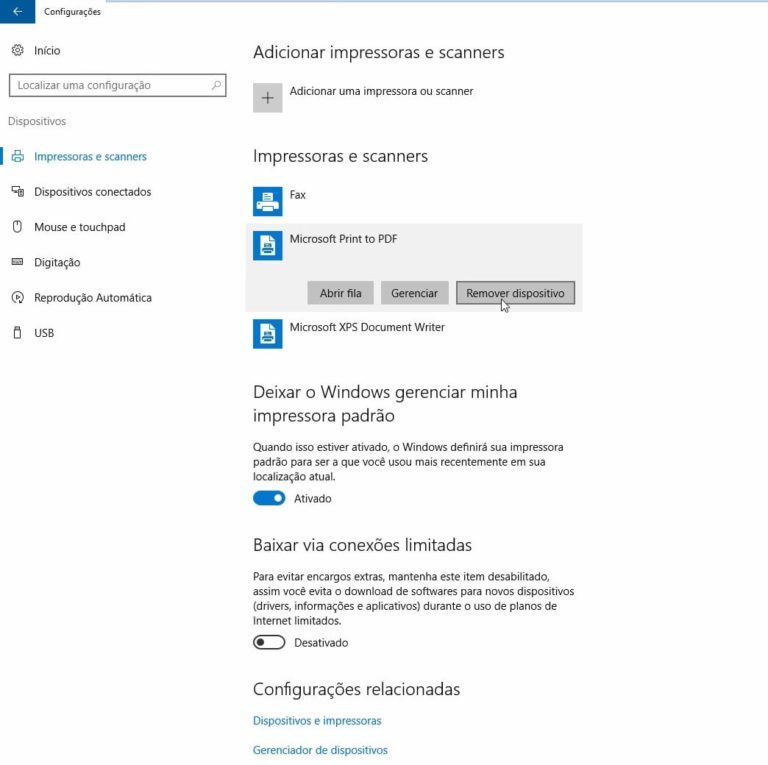 Configurações
Início
Localizar uma configuração
Dispositivos
Impressoras e scanners
Dispositivos conectados
Mouse e touchpad
Digitação
Reprodução Automática
USB
Adicionar impressoras e scanners
Adicionar uma impressora ou scanner
Impressoras e scanners
Fax
Microsoft Print to PDF
Abrir fila
Gerenciar
Remover dispositivo
Microsoft XPS Document Writer
Deixar o Windows gerenciar minha
impressora padrão
Quando isso estiver ativado, o Windows definirá sua impressora
padrão para ser a que você usou mais recentemente em sua
localização atual.
Ativado
Baixar via conexões limitadas
Para evitar encargos extras, mantenha este item desabilitado,
assim você evita o download de softwares para novos dispositivos
(drivers, informações e aplicativos) durante o uso de planos de
Internet limitados.
Desativado
Configurações relacionadas
Dispositivos e impressoras
Gerenciador de dispositivos